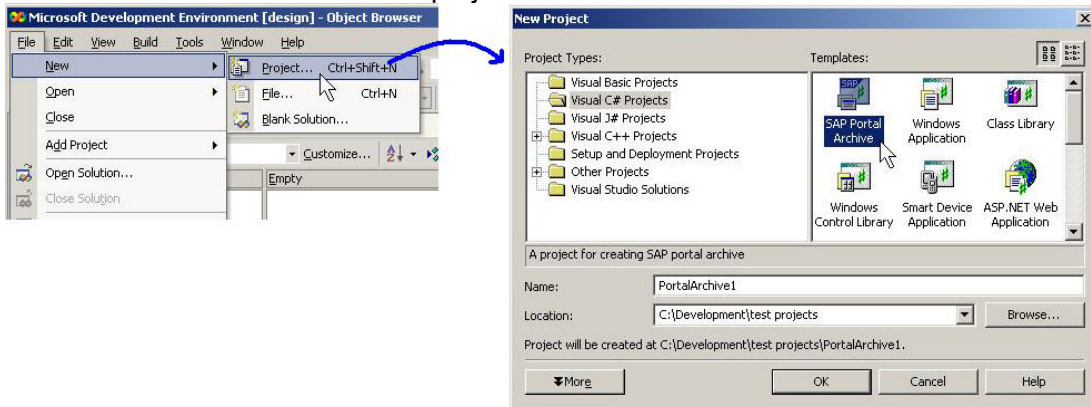 Microsoft Development Environment [design] - Object Browser
File Edit View Build Tools Window Help
New
Project... Ctrl+Shift+N
Open
File... Ctrl+N
Close
Blank Solution...
Add Project
Customize...
Open Solution...
Empty
Close Solution
New Project
Project Types:
Templates:
Visual Basic Projects
Visual C# Projects
Visual J# Projects
Visual C++ Projects
Setup and Deployment Projects
Other Projects
Visual Studio Solutions
SAP
SAP Portal Archive
Windows Application
Class Library
Windows Control Library
Smart Device Application
ASP.NET Web Application
A project for creating SAP portal archive
Name: PortalArchive1
Location: C:\Development\test projects Browse...
Project will be created at C:\Development\test projects\PortalArchive1.
More OK Cancel Help